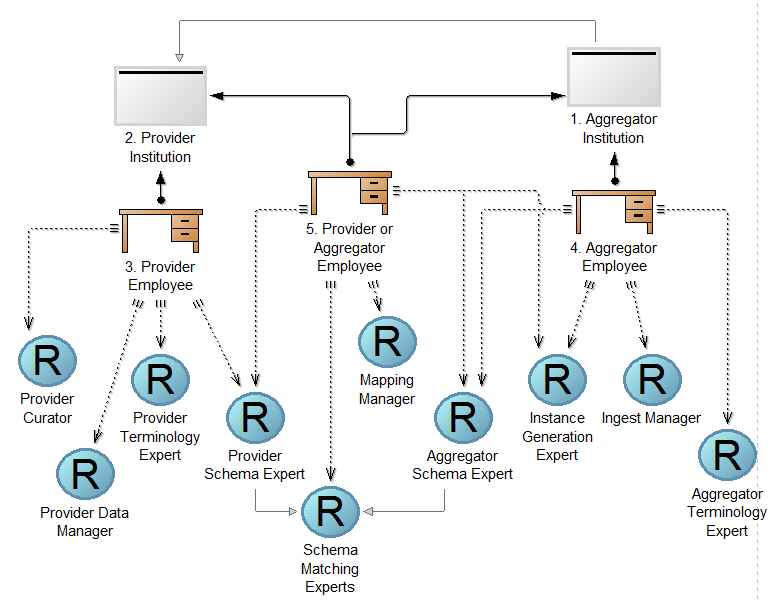 2. Provider
Institution
1. Aggregator
Institution
5. Provider or
Aggregator
Employee
3. Provider
Employee
4. Aggregator
Employee
R
Provider
Curator
R
Provider
Terminology
Expert
R
Mapping
Manager
R
Instance
Generation
Expert
R
Ingest Manager
R
Provider
Schema Expert
R
Aggregator
Schema Expert
R
Provider Data
Manager
R
Aggregator
Terminology
Expert
R
Schema
Matching
Experts